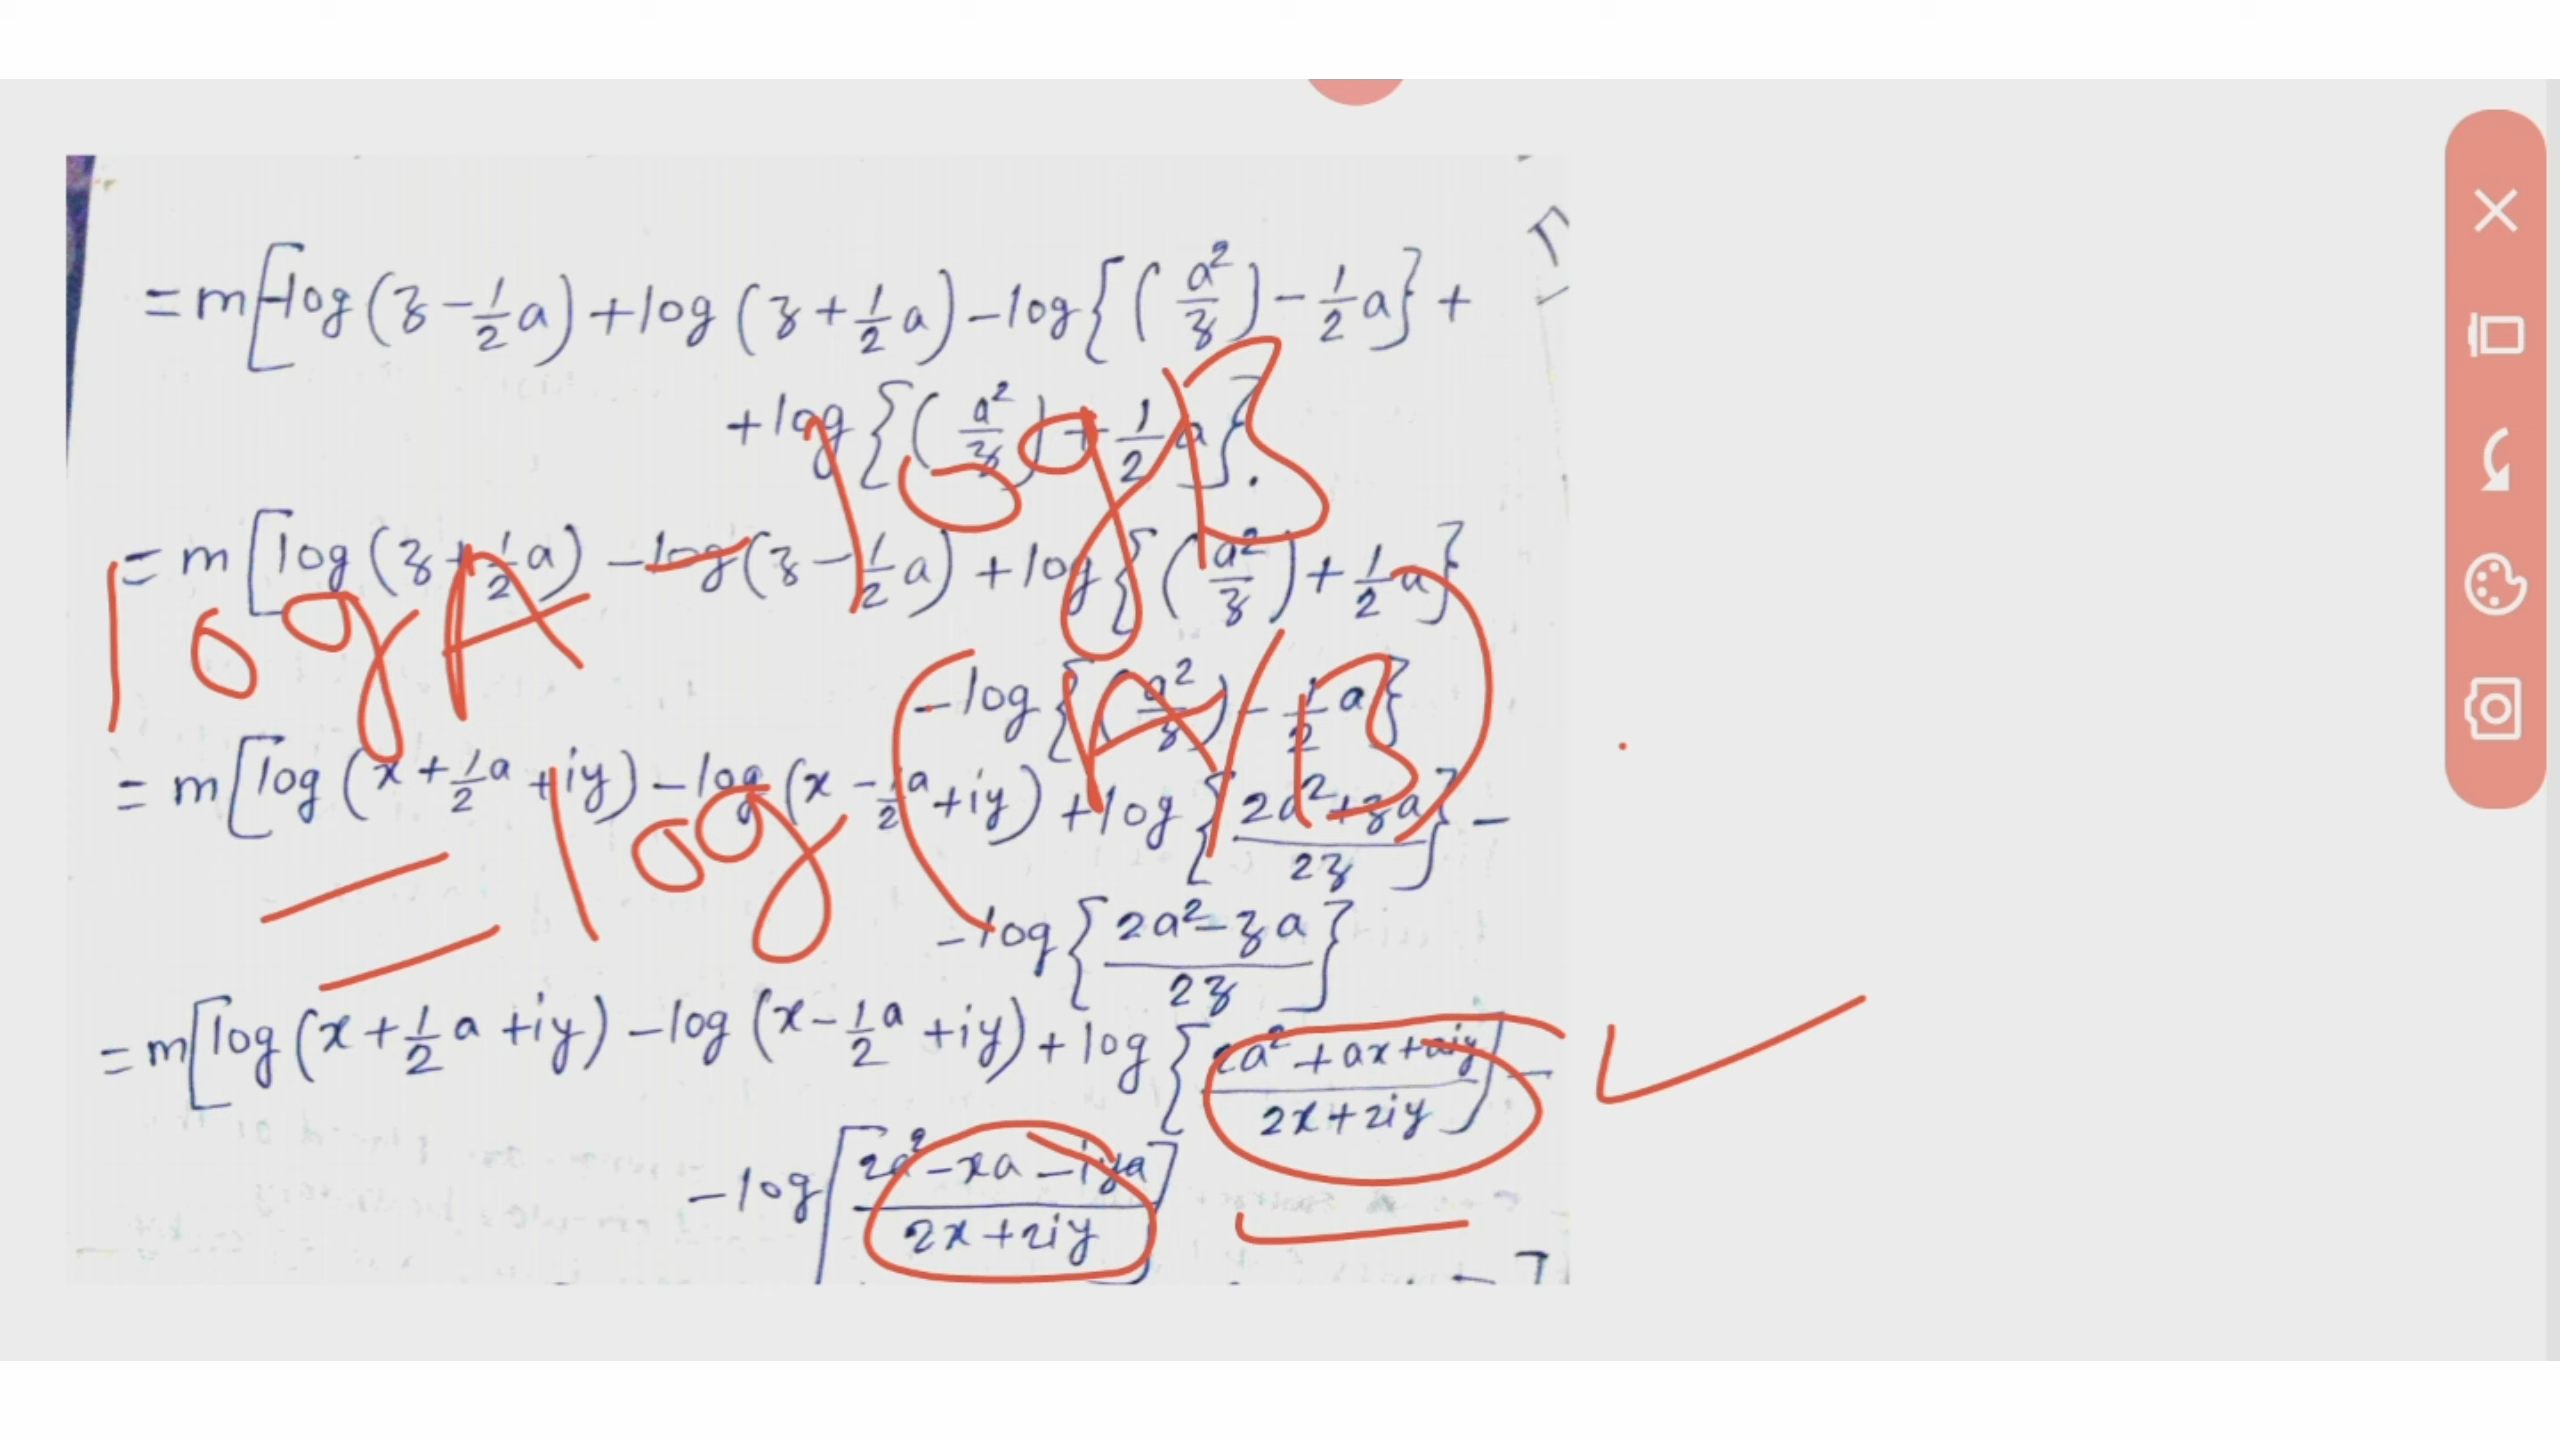 = m[-log(z - 1/2 a) + log(z + 1/2 a) - log{(a²/z) - 1/2 a} +
+ log{(a²/z) + 1/2 a}.
= m[log(z + 1/2 a) - log(z - 1/2 a) + log{(a²/z) + 1/2 a}
- log{(a²/z) - 1/2 a}
= m[log(x + 1/2 a + iy) - log(x - 1/2 a + iy) + log{(2a² + za)/2z} -
- log{(2a² - za)/2z}
= m[log(x + 1/2 a + iy) - log(x - 1/2 a + iy) + log{(2a² + ax + aiy)/(2x + 2iy)} -
- log[(2a² - xa - iya)/(2x + 2iy)]
log A - log B
= log (A/B)